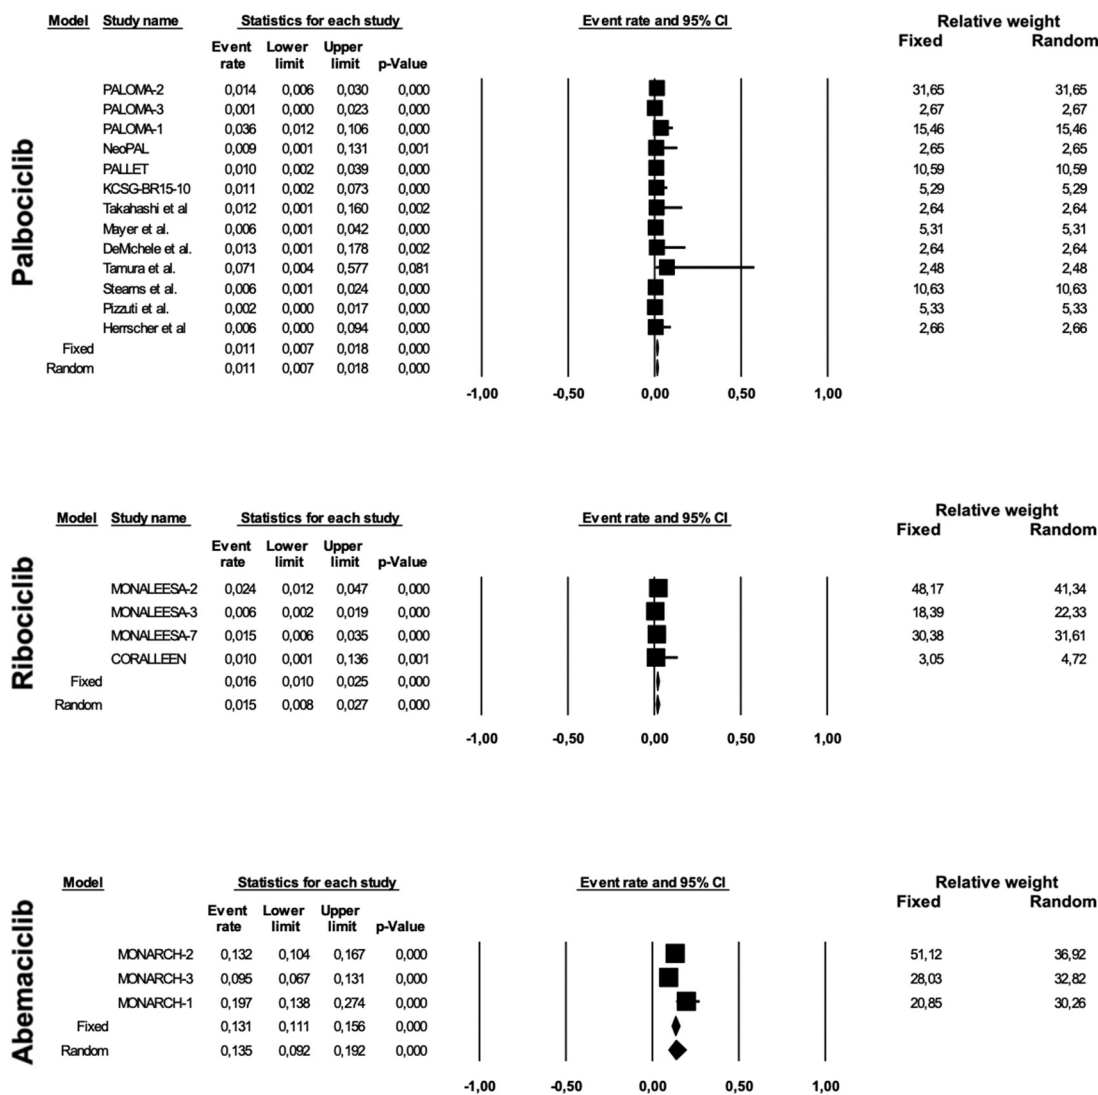 Palbociclib
Model Study name Statistics for each study Event rate and 95% CI Relative weight
Fixed Random
Event Lower Upper
rate limit limit p-Value
PALOMA-2 0,014 0,006 0,030 0,000 31,65 31,65
PALOMA-3 0,001 0,000 0,023 0,000 2,67 2,67
PALOMA-1 0,036 0,012 0,106 0,000 15,46 15,46
NeoPAL 0,009 0,001 0,131 0,001 2,65 2,65
PALLET 0,010 0,002 0,039 0,000 10,59 10,59
KCSG-BR15-10 0,011 0,002 0,073 0,000 5,29 5,29
Takahashi et al 0,012 0,001 0,160 0,002 2,64 2,64
Mayer et al. 0,006 0,001 0,042 0,000 5,31 5,31
DeMichele et al. 0,013 0,001 0,178 0,002 2,64 2,64
Tamura et al. 0,071 0,004 0,577 0,081 2,48 2,48
Stearns et al. 0,006 0,001 0,024 0,000 10,63 10,63
Pizzuti et al. 0,002 0,000 0,017 0,000 5,33 5,33
Herrscher et al 0,006 0,000 0,094 0,000 2,66 2,66
Fixed 0,011 0,007 0,018 0,000
Random 0,011 0,007 0,018 0,000
-1,00 -0,50 0,00 0,50 1,00
Ribociclib
Model Study name Statistics for each study Event rate and 95% CI Relative weight
Fixed Random
Event Lower Upper
rate limit limit p-Value
MONALEESA-2 0,024 0,012 0,047 0,000 48,17 41,34
MONALEESA-3 0,006 0,002 0,019 0,000 18,39 22,33
MONALEESA-7 0,015 0,006 0,035 0,000 30,38 31,61
CORALLEEN 0,010 0,001 0,136 0,001 3,05 4,72
Fixed 0,016 0,010 0,025 0,000
Random 0,015 0,008 0,027 0,000
-1,00 -0,50 0,00 0,50 1,00
Abemaciclib
Model Statistics for each study Event rate and 95% CI Relative weight
Fixed Random
Event Lower Upper
rate limit limit p-Value
MONARCH-2 0,132 0,104 0,167 0,000 51,12 36,92
MONARCH-3 0,095 0,067 0,131 0,000 28,03 32,82
MONARCH-1 0,197 0,138 0,274 0,000 20,85 30,26
Fixed 0,131 0,111 0,156 0,000
Random 0,135 0,092 0,192 0,000
-1,00 -0,50 0,00 0,50 1,00